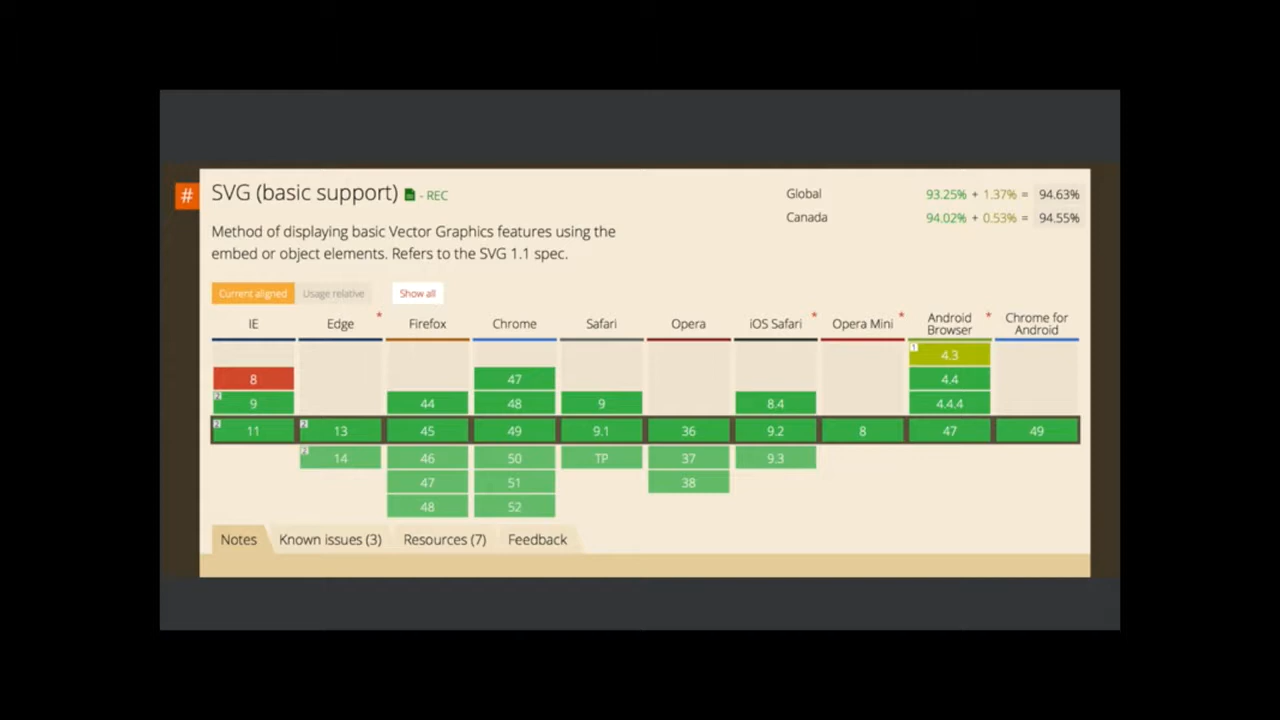 # SVG (basic support) - REC
Global 93.25% + 1.37% = 94.63%
Canada 94.02% + 0.53% = 94.55%
Method of displaying basic Vector Graphics features using the
embed or object elements. Refers to the SVG 1.1 spec.
Current aligned Usage relative Show all
IE Edge * Firefox Chrome Safari Opera iOS Safari * Opera Mini * Android Browser * Chrome for Android
1 4.3
8 47 4.4
2 9 44 48 9 8.4 4.4.4
2 11 2 13 45 49 9.1 36 9.2 8 47 49
2 14 46 50 TP 37 9.3
47 51 38
48 52
Notes Known issues (3) Resources (7) Feedback